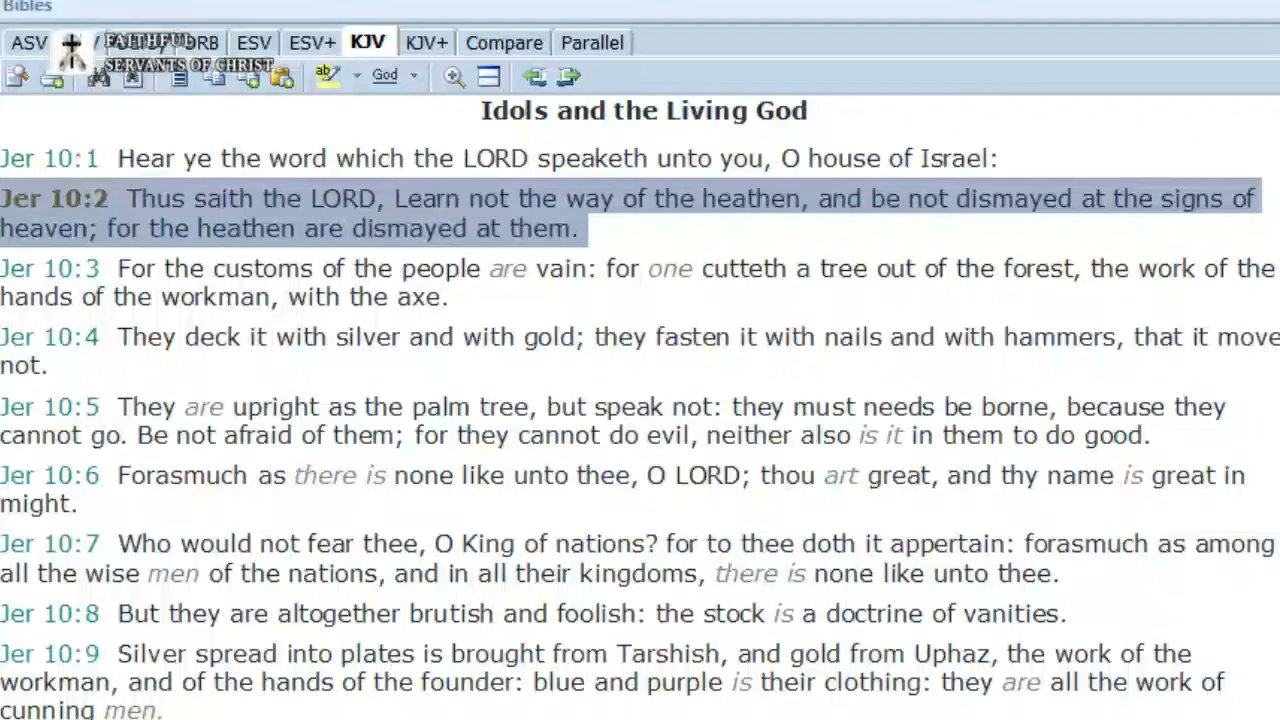 Bibles
ASV DRB ESV ESV+ KJV KJV+ Compare Parallel
FAITHFUL
SERVANTS OF CHRIST
God
Idols and the Living God
Jer 10:1 Hear ye the word which the LORD speaketh unto you, O house of Israel:
Jer 10:2 Thus saith the LORD, Learn not the way of the heathen, and be not dismayed at the signs of
heaven; for the heathen are dismayed at them.
Jer 10:3 For the customs of the people are vain: for one cutteth a tree out of the forest, the work of the
hands of the workman, with the axe.
Jer 10:4 They deck it with silver and with gold; they fasten it with nails and with hammers, that it move
not.
Jer 10:5 They are upright as the palm tree, but speak not: they must needs be borne, because they
cannot go. Be not afraid of them; for they cannot do evil, neither also is it in them to do good.
Jer 10:6 Forasmuch as there is none like unto thee, O LORD; thou art great, and thy name is great in
might.
Jer 10:7 Who would not fear thee, O King of nations? for to thee doth it appertain: forasmuch as among
all the wise men of the nations, and in all their kingdoms, there is none like unto thee.
Jer 10:8 But they are altogether brutish and foolish: the stock is a doctrine of vanities.
Jer 10:9 Silver spread into plates is brought from Tarshish, and gold from Uphaz, the work of the
workman, and of the hands of the founder: blue and purple is their clothing: they are all the work of
cunning men.